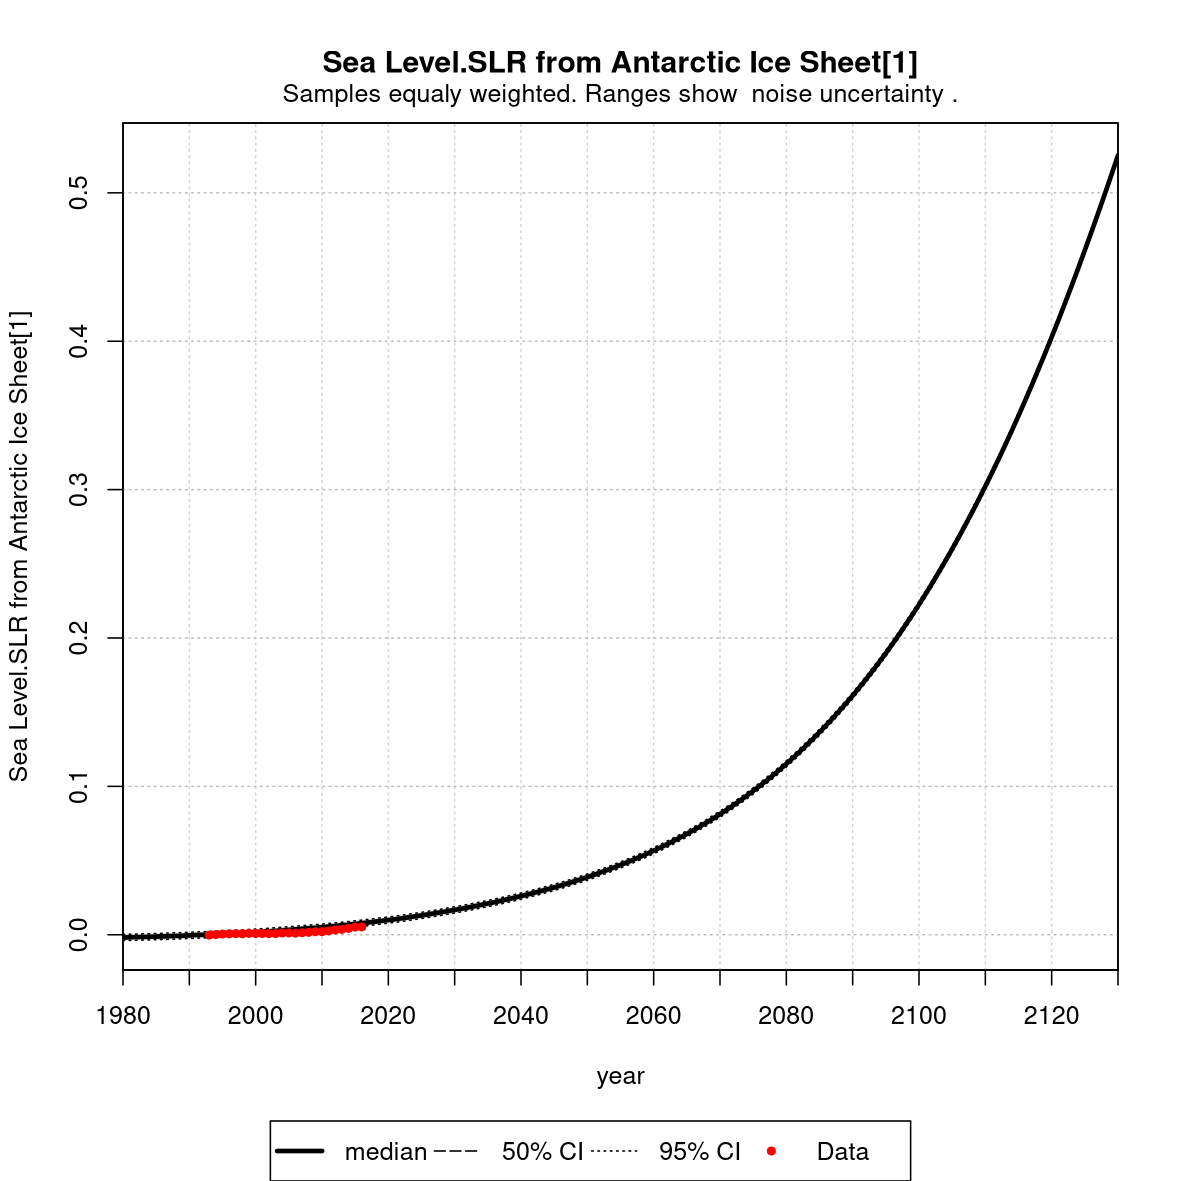 Sea Level.SLR from Antarctic Ice Sheet[1]
Samples equaly weighted. Ranges show  noise uncertainty .
Sea Level.SLR from Antarctic Ice Sheet[1]
0.5
0.4
0.3
0.2
0.1
0.0
1980 2000 2020 2040 2060 2080 2100 2120
year
median 50% CI 95% CI Data